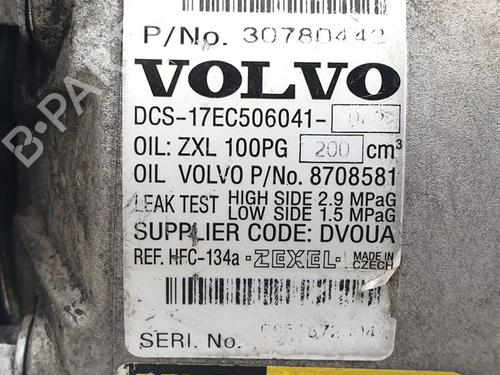 P/No. 30780442
VOLVO
DCS-17EC506041-
OIL: ZXL 100PG 200 cm³
OIL VOLVO P/No. 8708581
LEAK TEST HIGH SIDE 2.9 MPaG
LOW SIDE 1.5 MPaG
SUPPLIER CODE: DVOUA
REF. HFC-134a ZEXEL MADE IN CZECH
SERI. No.